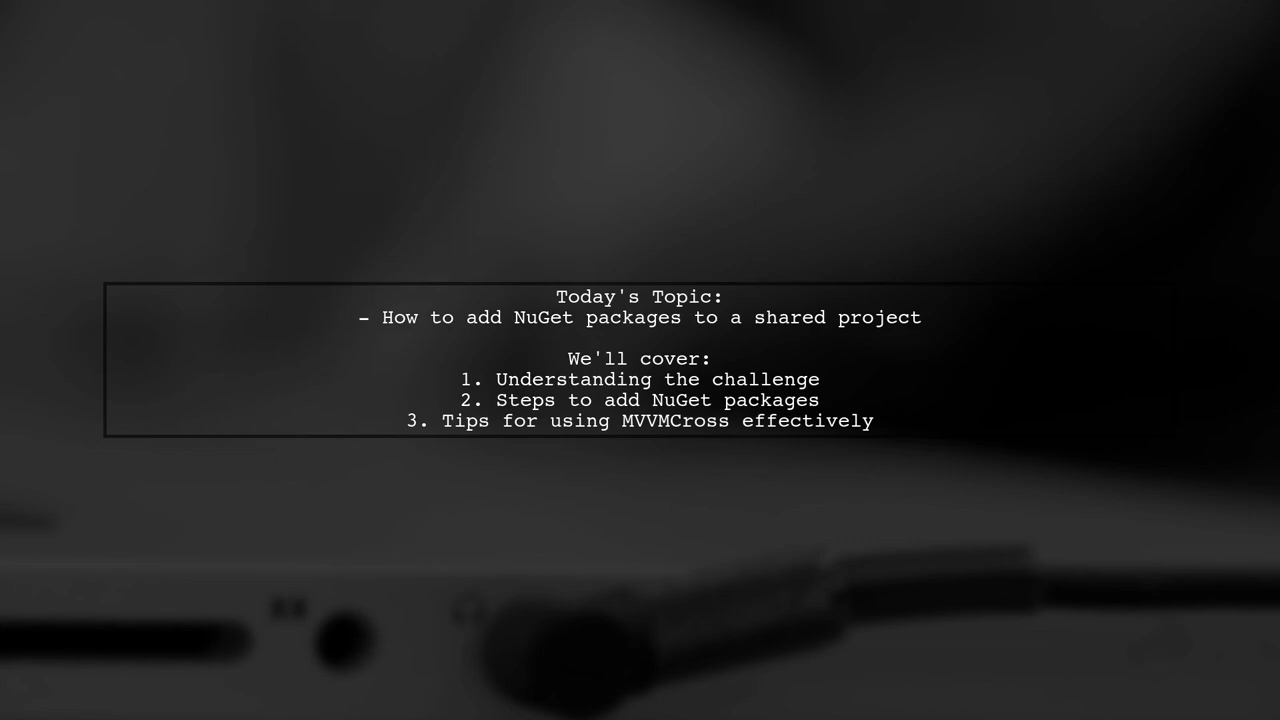 Today's Topic:
– How to add NuGet packages to a shared project
We'll cover:
1. Understanding the challenge
2. Steps to add NuGet packages
3. Tips for using MVVMCross effectively